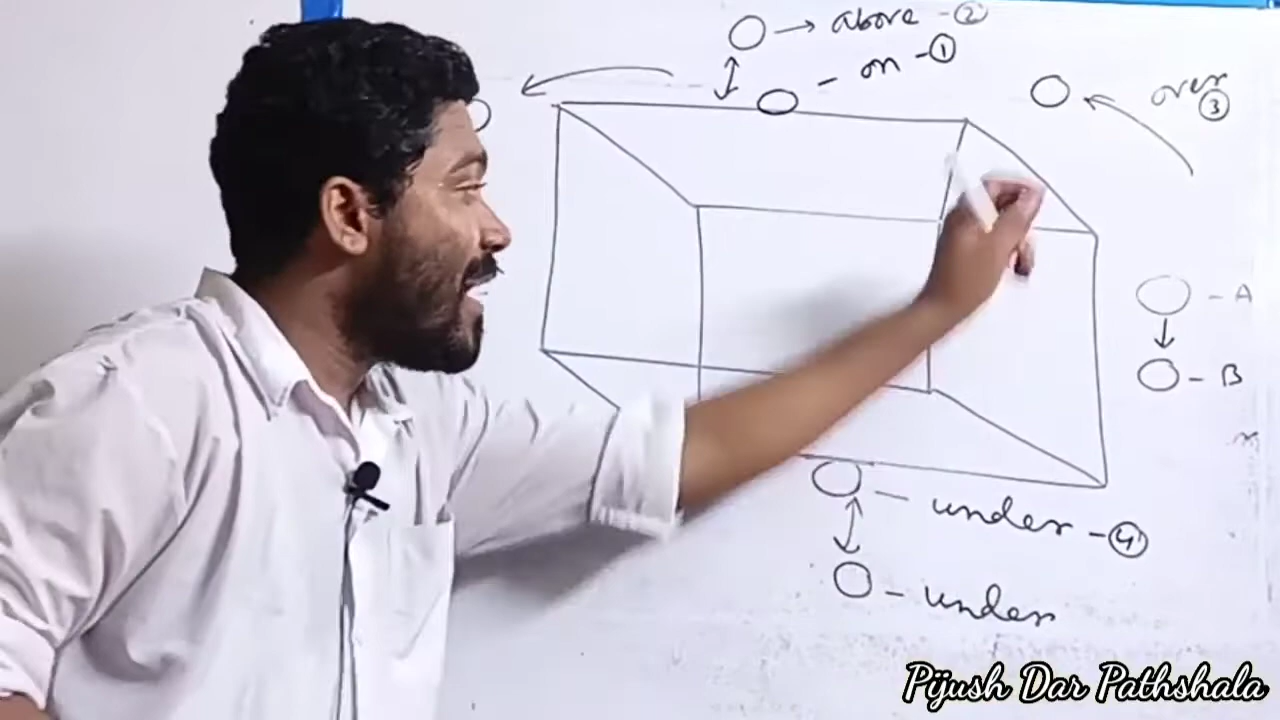 → above - ②
- on - ①
over
③
- A
↓
- B
- under - ④
- under
Pijush Dar Pathshala